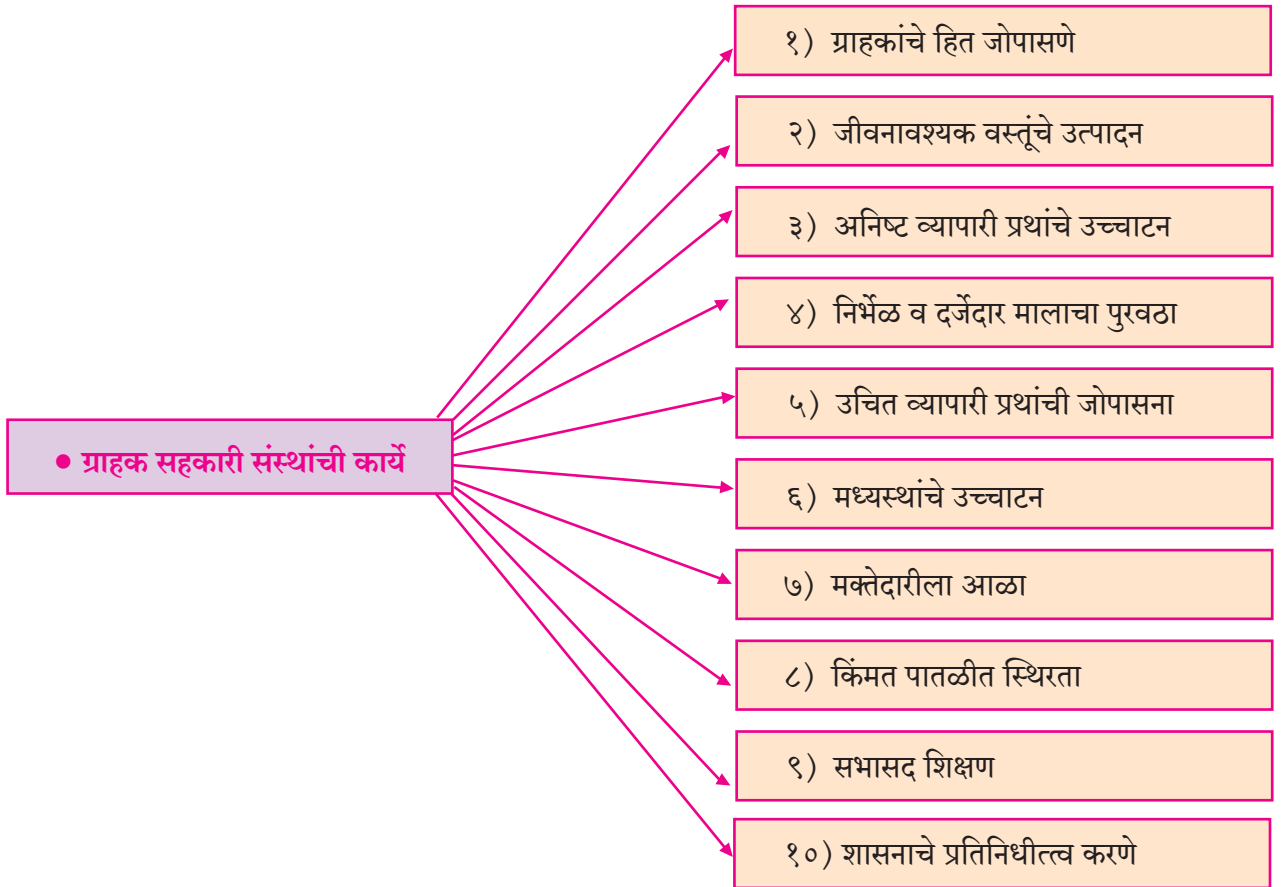 १) ग्राहकांचे हित जोपासणे
२) जीवनावश्यक वस्तूंचे उत्पादन
३) अनिष्ट व्यापारी प्रथांचे उच्चाटन
४) निर्भेळ व दर्जेदार मालाचा पुरवठा
५) उचित व्यापारी प्रथांची जोपासना
• ग्राहक सहकारी संस्थांची कार्ये
६) मध्यस्थांचे उच्चाटन
७) मक्तेदारीला आळा
८) किंमत पातळीत स्थिरता
९) सभासद शिक्षण
१०) शासनाचे प्रतिनिधीत्त्व करणे